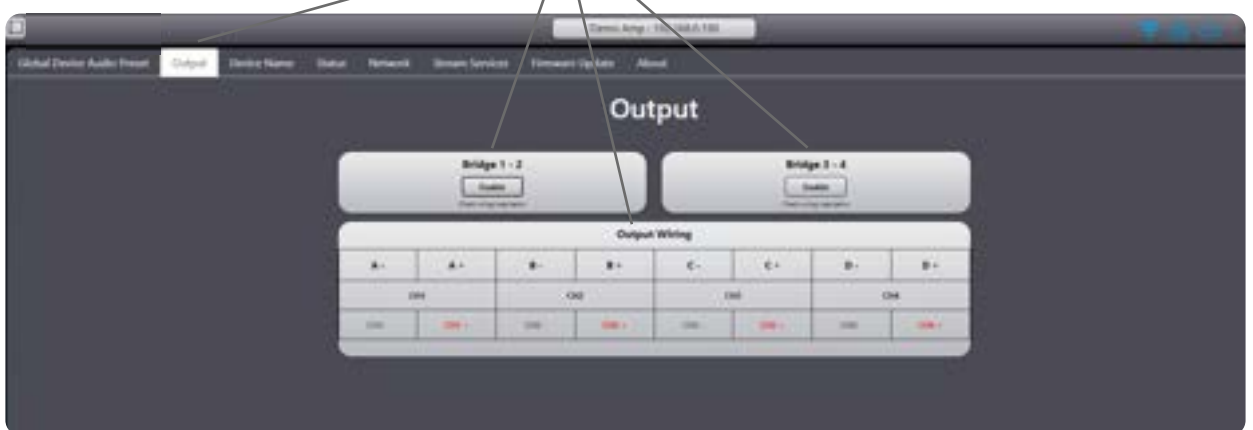 Demo Amp : 192.168.0.100
Global Device Audio Preset Output Device Name Status Network Stream Services Firmware Update About
Output
Bridge 1 - 2 Bridge 3 - 4
Enable Enable
Output Wiring
A - A + B - B + C - C + D - D +
CH1 CH2 CH3 CH4